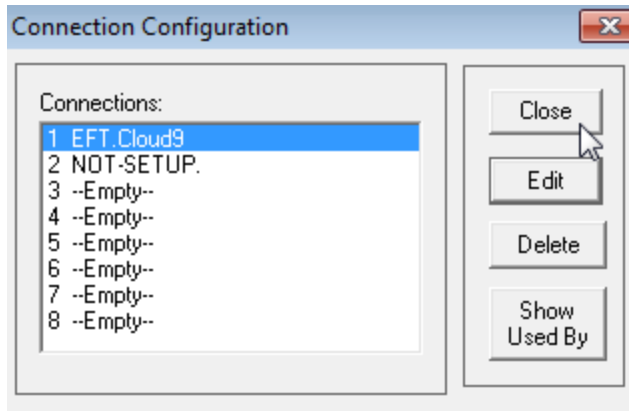 Connection Configuration
Connections:
1 EFT.Cloud9
2 NOT-SETUP.
3 --Empty--
4 --Empty--
5 --Empty--
6 --Empty--
7 --Empty--
8 --Empty--
Close
Edit
Delete
Show
Used By